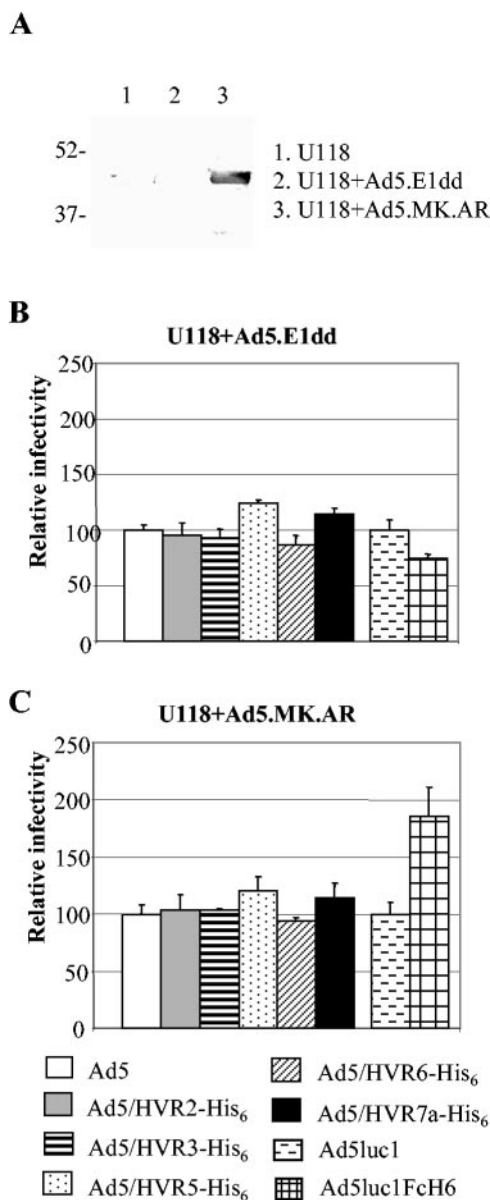 A
1 2 3
52-
37-
1. U118
2. U118+Ad5.E1dd
3. U118+Ad5.MK.AR
B
U118+Ad5.E1dd
Relative infectivity
250
200
150
100
50
0
C
U118+Ad5.MK.AR
Relative infectivity
250
200
150
100
50
0
Ad5
Ad5/HVR2-His6
Ad5/HVR3-His6
Ad5/HVR5-His6
Ad5/HVR6-His6
Ad5/HVR7a-His6
Ad5luc1
Ad5luc1FcH6